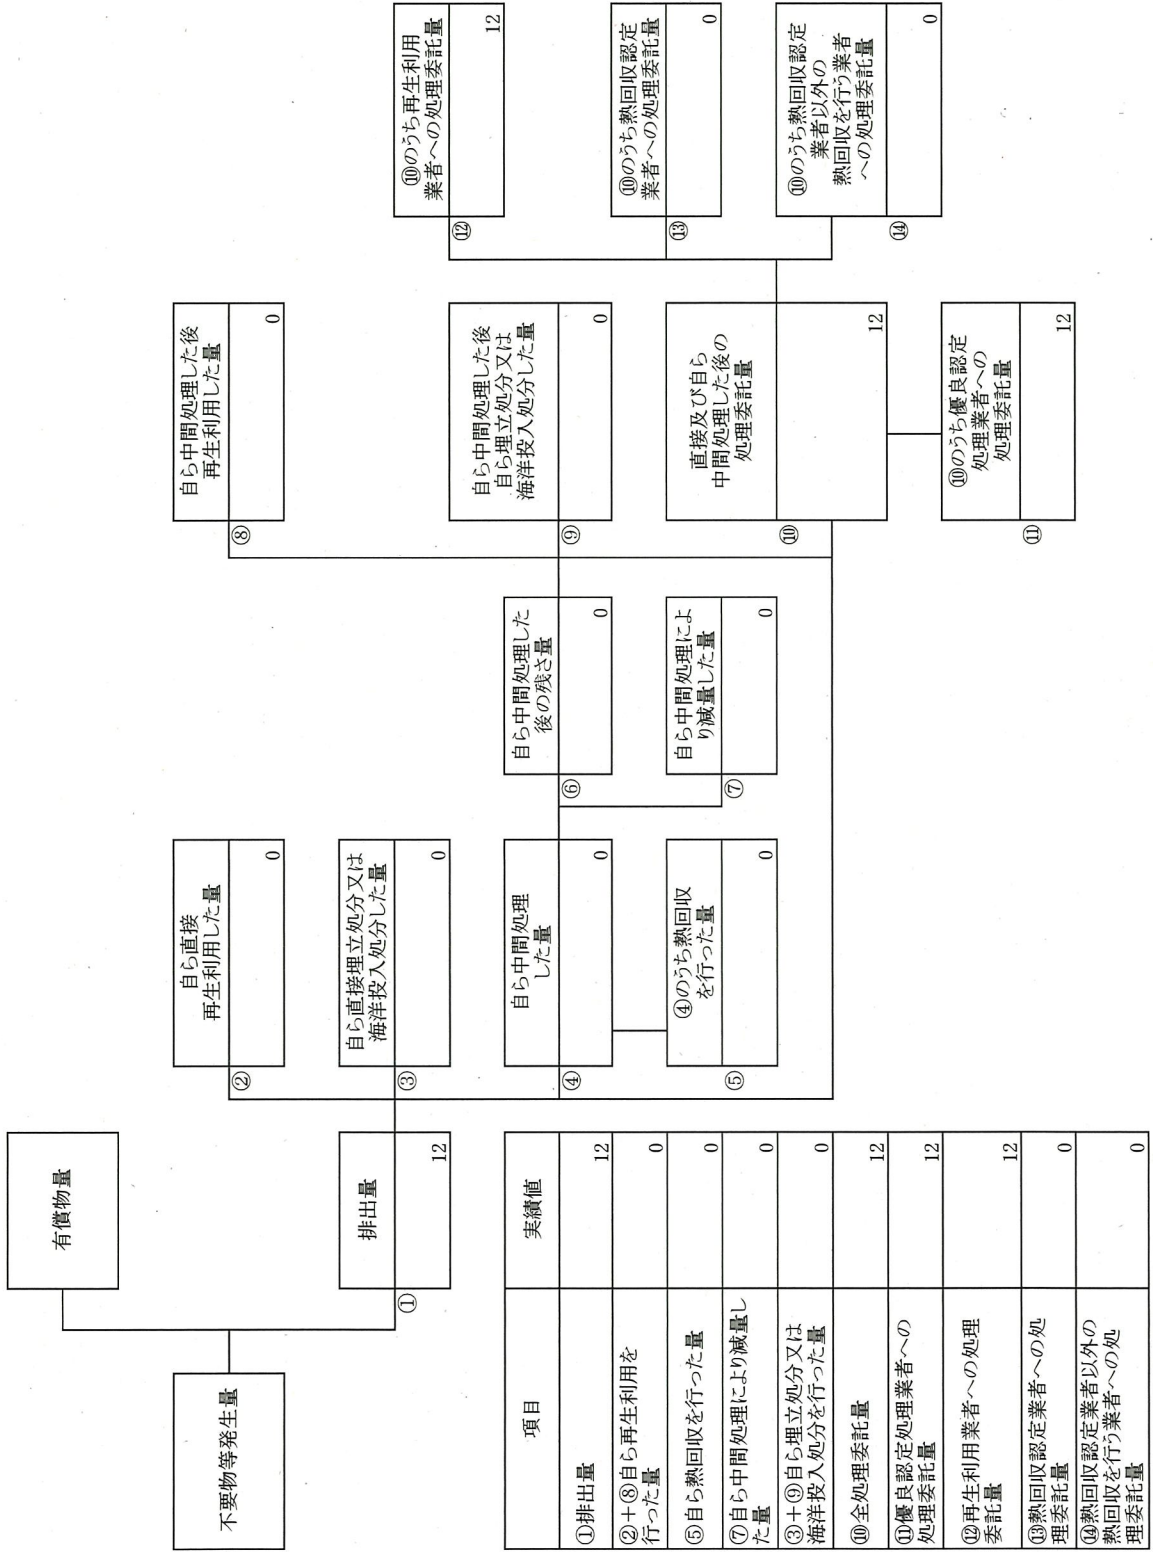 不要物等発生量
有償物量
排出量
①
12
②
自ら直接
再生利用した量
0
③
自ら直接埋立処分又は
海洋投入処分した量
0
④
自ら中間処理
した量
0
⑤
④のうち熱回収
を行った量
0
⑥
自ら中間処理した
後の残さ量
0
⑦
自ら中間処理によ
り減量した量
0
⑧
自ら中間処理した後
再生利用した量
0
⑨
自ら中間処理した後
自ら埋立処分又は
海洋投入処分した量
0
⑩
直接及び自ら
中間処理した後の
処理委託量
12
⑪
⑩のうち優良認定
処理業者への
処理委託量
12
⑫
⑩のうち再生利用
業者への処理委託量
12
⑬
⑩のうち熱回収認定
業者への処理委託量
0
⑭
⑩のうち熱回収認定
業者以外の
熱回収を行う業者
への処理委託量
0
項目 実績値
①排出量 12
②+⑧自ら再生利用を
行った量 0
⑤自ら熱回収を行った量 0
⑦自ら中間処理により減量し
た量 0
③+⑨自ら埋立処分又は
海洋投入処分を行った量 0
⑩全処理委託量 12
⑪優良認定処理業者への
処理委託量 12
⑫再生利用業者への処理
委託量 12
⑬熱回収認定業者への処
理委託量 0
⑭熱回収認定業者以外の
熱回収を行う業者への処
理委託量 0